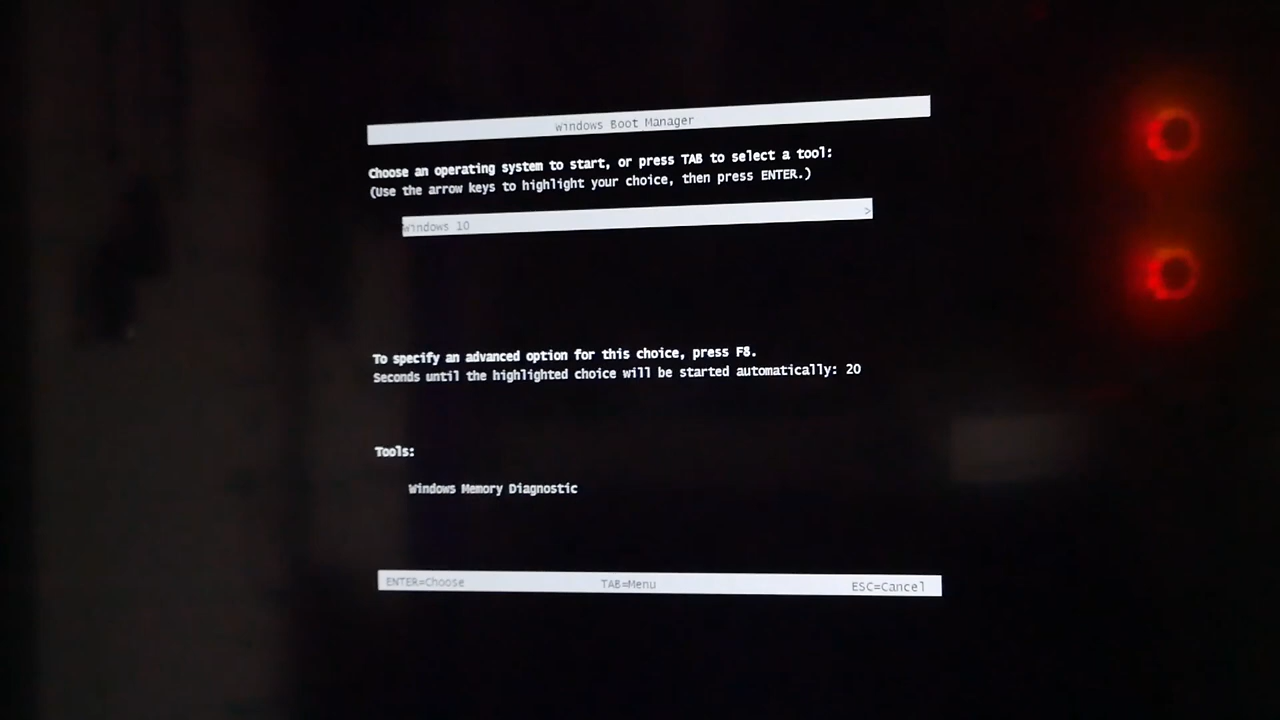 Windows Boot Manager
Choose an operating system to start, or press TAB to select a tool:
(Use the arrow keys to highlight your choice, then press ENTER.)
Windows 10 >
To specify an advanced option for this choice, press F8.
Seconds until the highlighted choice will be started automatically: 20
Tools:
Windows Memory Diagnostic
ENTER=Choose TAB=Menu ESC=Cancel